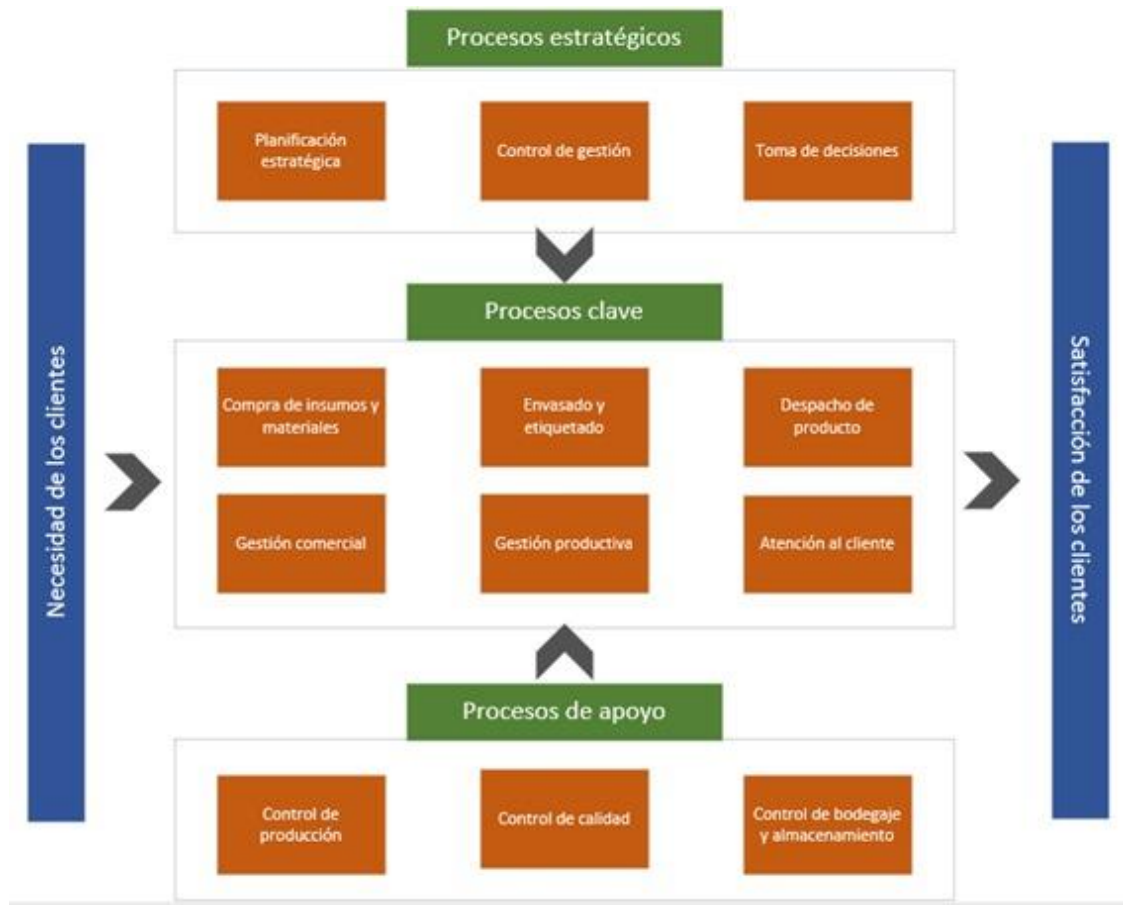 Procesos estratégicos
Planificación
estratégica
Control de gestión
Toma de decisiones
Necesidad de los clientes
Procesos clave
Compra de insumos y
materiales
Envasado y
etiquetado
Despacho de
producto
Gestión comercial
Gestión productiva
Atención al cliente
Satisfacción de los clientes
Procesos de apoyo
Control de
producción
Control de calidad
Control de bodegaje
y almacenamiento